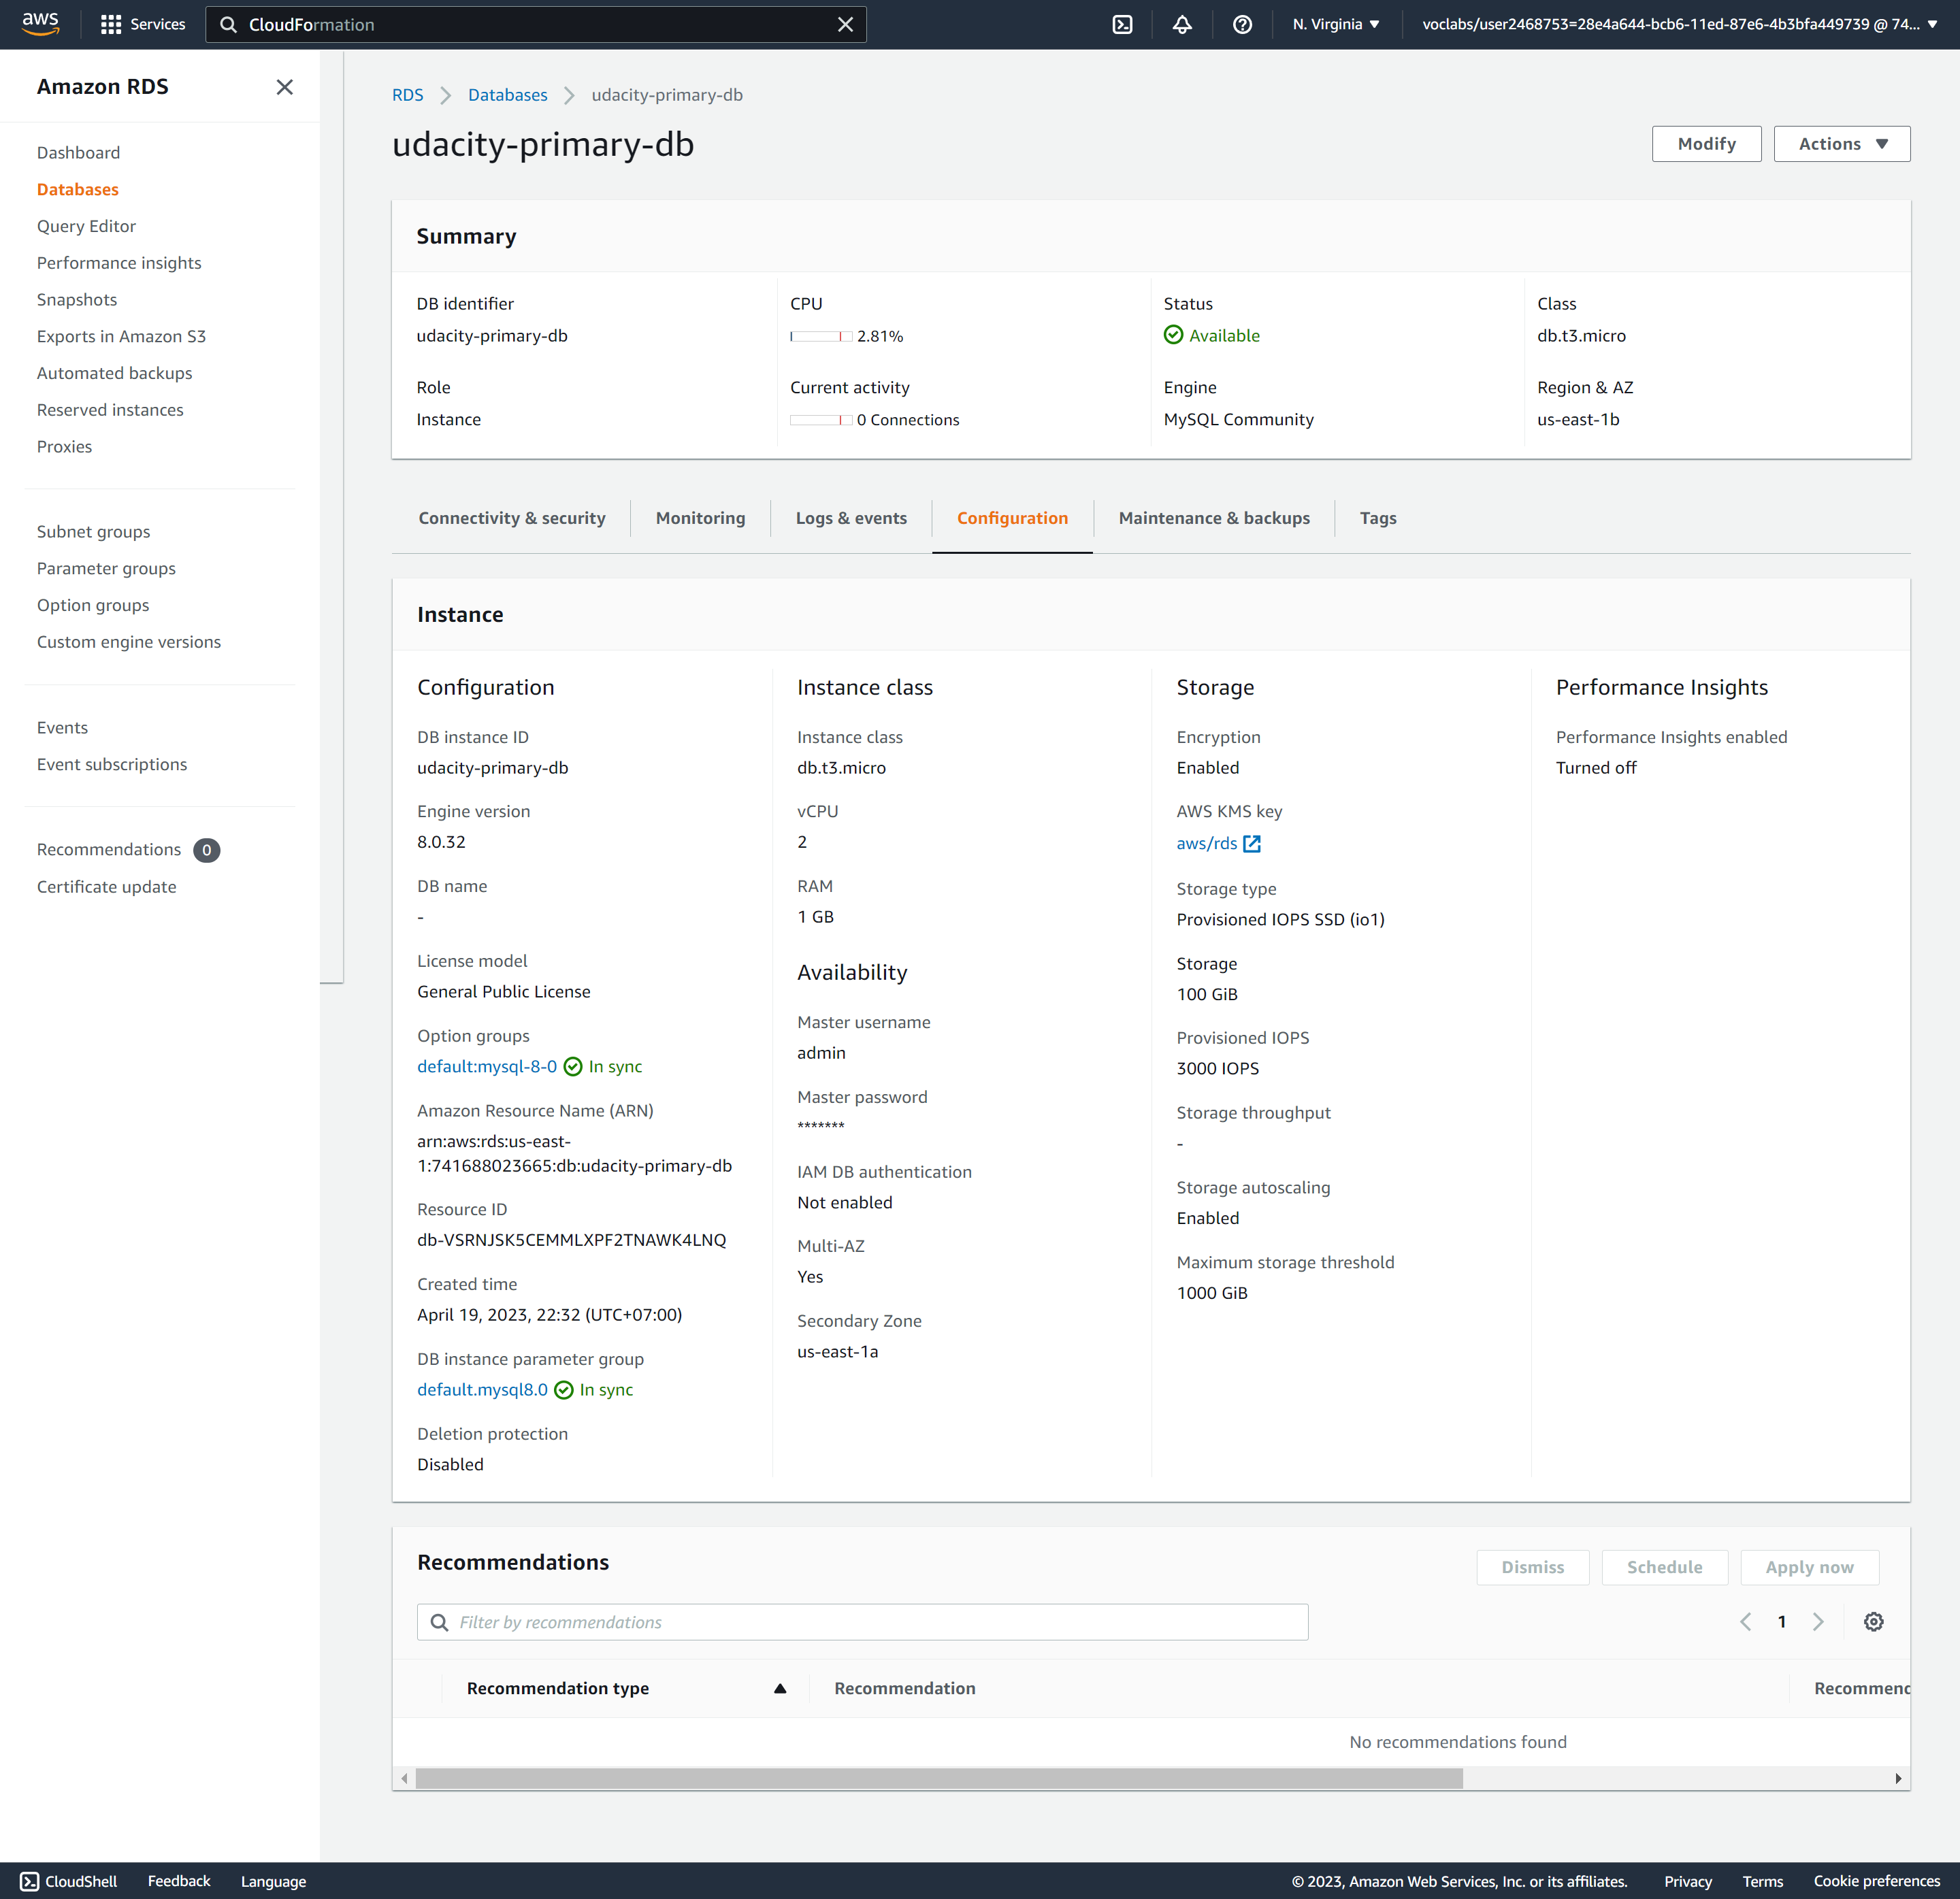 aws
Services
CloudFormation
N. Virginia
voclabs/user2468753=28e4a644-bcb6-11ed-87e6-4b3bfa449739 @ 74...
Amazon RDS
Dashboard
Databases
Query Editor
Performance insights
Snapshots
Exports in Amazon S3
Automated backups
Reserved instances
Proxies
Subnet groups
Parameter groups
Option groups
Custom engine versions
Events
Event subscriptions
Recommendations 0
Certificate update
RDS > Databases > udacity-primary-db
udacity-primary-db
Modify
Actions
Summary
DB identifier
udacity-primary-db
CPU
2.81%
Status
Available
Class
db.t3.micro
Role
Instance
Current activity
0 Connections
Engine
MySQL Community
Region & AZ
us-east-1b
Connectivity & security
Monitoring
Logs & events
Configuration
Maintenance & backups
Tags
Instance
Configuration
DB instance ID
udacity-primary-db
Engine version
8.0.32
DB name
-
License model
General Public License
Option groups
default:mysql-8-0 In sync
Amazon Resource Name (ARN)
arn:aws:rds:us-east-
1:741688023665:db:udacity-primary-db
Resource ID
db-VSRNJSK5CEMMLXPF2TNAWK4LNQ
Created time
April 19, 2023, 22:32 (UTC+07:00)
DB instance parameter group
default.mysql8.0 In sync
Deletion protection
Disabled
Instance class
Instance class
db.t3.micro
vCPU
2
RAM
1 GB
Availability
Master username
admin
Master password
*******
IAM DB authentication
Not enabled
Multi-AZ
Yes
Secondary Zone
us-east-1a
Storage
Encryption
Enabled
AWS KMS key
aws/rds
Storage type
Provisioned IOPS SSD (io1)
Storage
100 GiB
Provisioned IOPS
3000 IOPS
Storage throughput
-
Storage autoscaling
Enabled
Maximum storage threshold
1000 GiB
Performance Insights
Performance Insights enabled
Turned off
Recommendations
Dismiss
Schedule
Apply now
Filter by recommendations
1
Recommendation type
Recommendation
Recommend
No recommendations found
CloudShell
Feedback
Language
© 2023, Amazon Web Services, Inc. or its affiliates.
Privacy
Terms
Cookie preferences